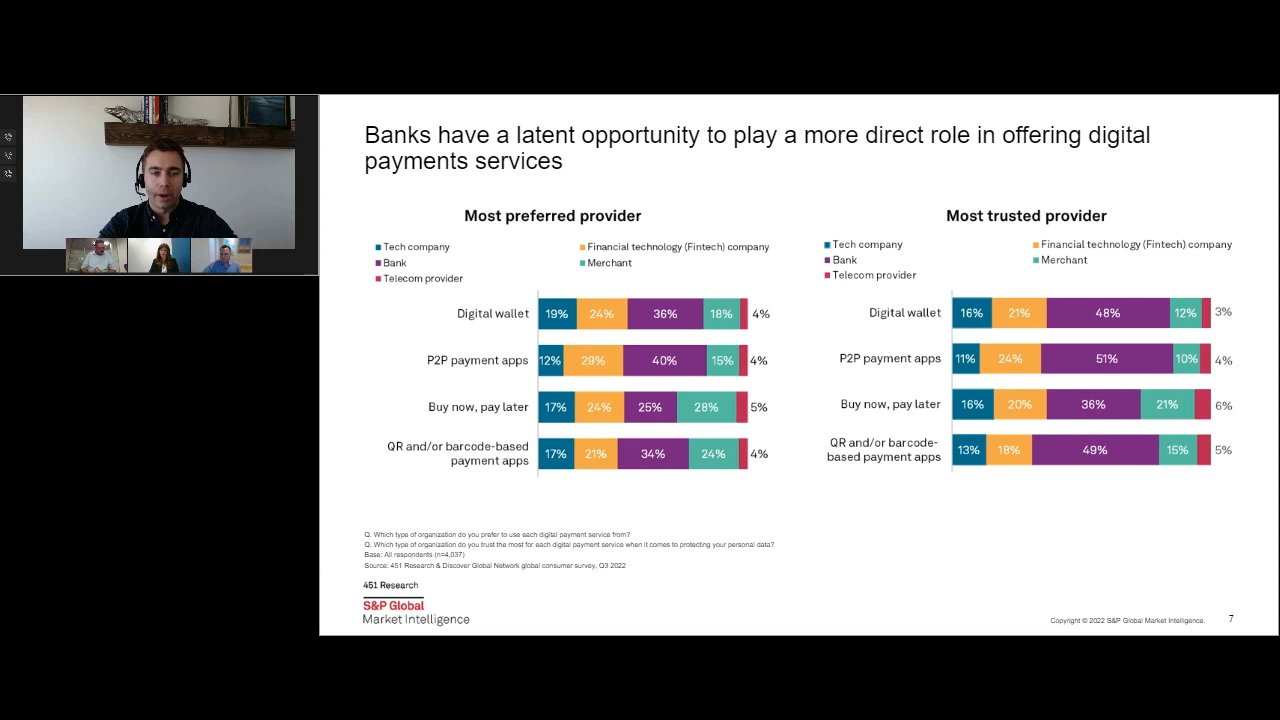 Banks have a latent opportunity to play a more direct role in offering digital
payments services
Most preferred provider
Tech company
Financial technology (Fintech) company
Bank
Merchant
Telecom provider
Digital wallet
19% 24% 36% 18% 4%
P2P payment apps
12% 29% 40% 15% 4%
Buy now, pay later
17% 24% 25% 28% 5%
QR and/or barcode-based
payment apps
17% 21% 34% 24% 4%
Most trusted provider
Tech company
Financial technology (Fintech) company
Bank
Merchant
Telecom provider
Digital wallet
16% 21% 48% 12% 3%
P2P payment apps
11% 24% 51% 10% 4%
Buy now, pay later
16% 20% 36% 21% 6%
QR and/or barcode-
based payment apps
13% 18% 49% 15% 5%
Q. Which type of organization do you prefer to use each digital payment service from?
Q. Which type of organization do you trust the most for each digital payment service when it comes to protecting your personal data?
Base: All respondents (n=4,037)
Source: 451 Research & Discover Global Network global consumer survey, Q3 2022
451 Research
S&P Global
Market Intelligence
Copyright © 2022 S&P Global Market Intelligence.
7